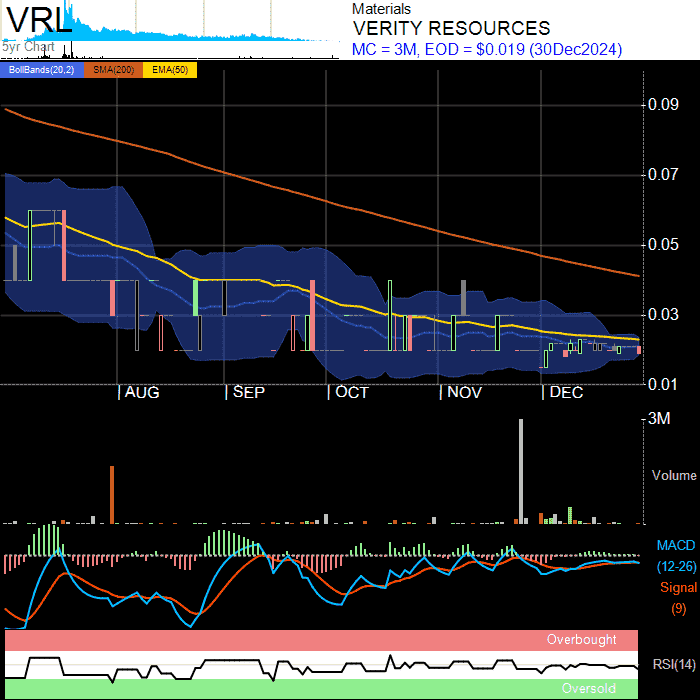 VRL
5yr Chart
Materials
VERITY RESOURCES
MC = 3M, EOD = $0.019 (30Dec2024)
BollBands(20,2) SMA(200) EMA(50)
0.09
0.07
0.05
0.03
0.01
AUG SEP OCT NOV DEC
3M
Volume
MACD
(12-26)
Signal
(9)
Overbought
RSI(14)
Oversold